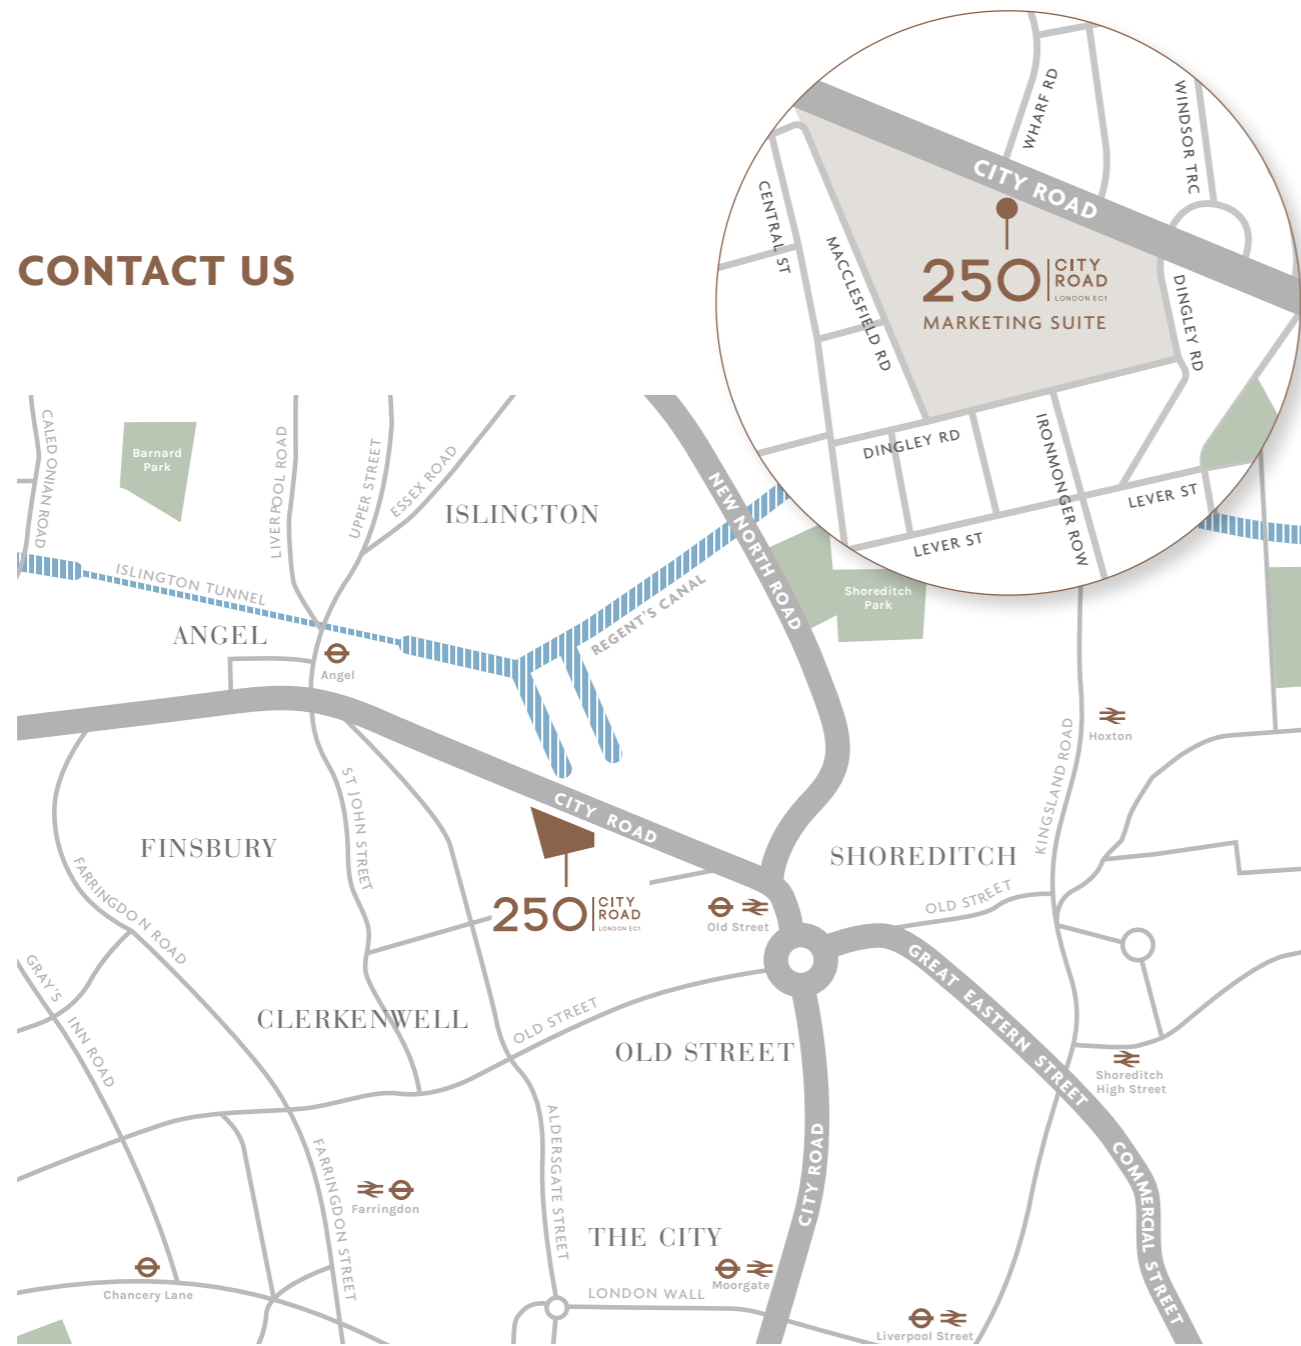 WHARF RD
WINDSOR TRC
CITY ROAD
CENTRAL ST
MACCLESFIELD RD
250 CITY
ROAD
LONDON EC1
MARKETING SUITE
DINGLEY RD
DINGLEY RD
IRONMONGER ROW
LEVER ST
LEVER ST
CONTACT US
CALEDONIAN ROAD
Barnard
Park
LIVERPOOL ROAD
UPPER STREET
ESSEX ROAD
ISLINGTON
NEW NORTH ROAD
ISLINGTON TUNNEL
REGENT'S CANAL
Shoreditch
Park
ANGEL
Angel
Hoxton
KINGSLAND ROAD
ST JOHN STREET
CITY ROAD
FINSBURY
SHOREDITCH
FARRINGDON ROAD
250 CITY
ROAD
LONDON EC1
Old Street
OLD STREET
GRAY'S INN ROAD
GREAT EASTERN STREET
CLERKENWELL
OLD STREET
OLD STREET
Shoreditch
High Street
ALDERSGATE STREET
CITY ROAD
COMMERCIAL STREET
FARRINGDON STREET
Farringdon
THE CITY
Moorgate
Chancery Lane
LONDON WALL
Liverpool Street